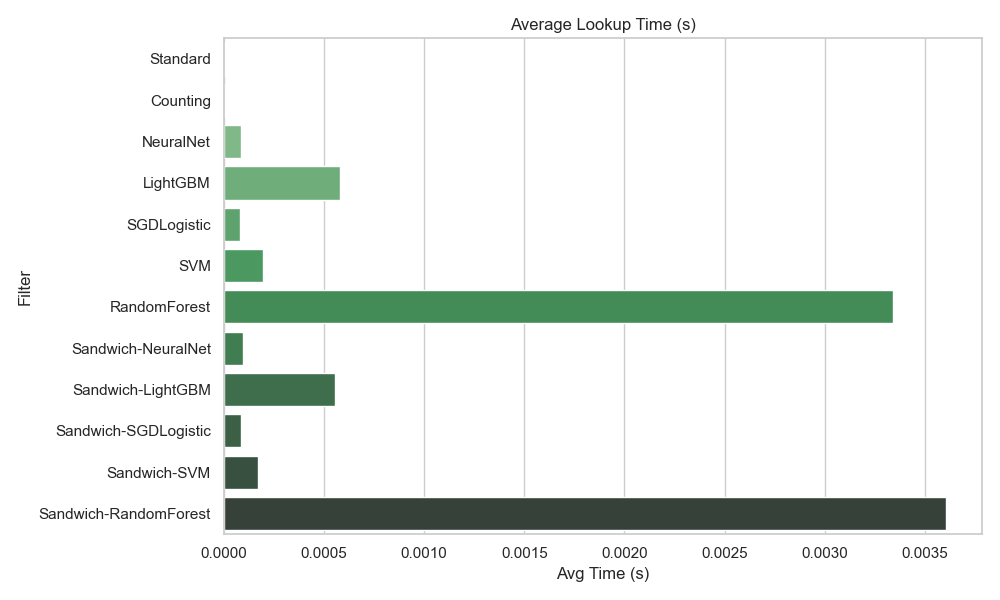 Average Lookup Time (s)
Filter
Standard
Counting
NeuralNet
LightGBM
SGDLogistic
SVM
RandomForest
Sandwich-NeuralNet
Sandwich-LightGBM
Sandwich-SGDLogistic
Sandwich-SVM
Sandwich-RandomForest
0.0000 0.0005 0.0010 0.0015 0.0020 0.0025 0.0030 0.0035
Avg Time (s)